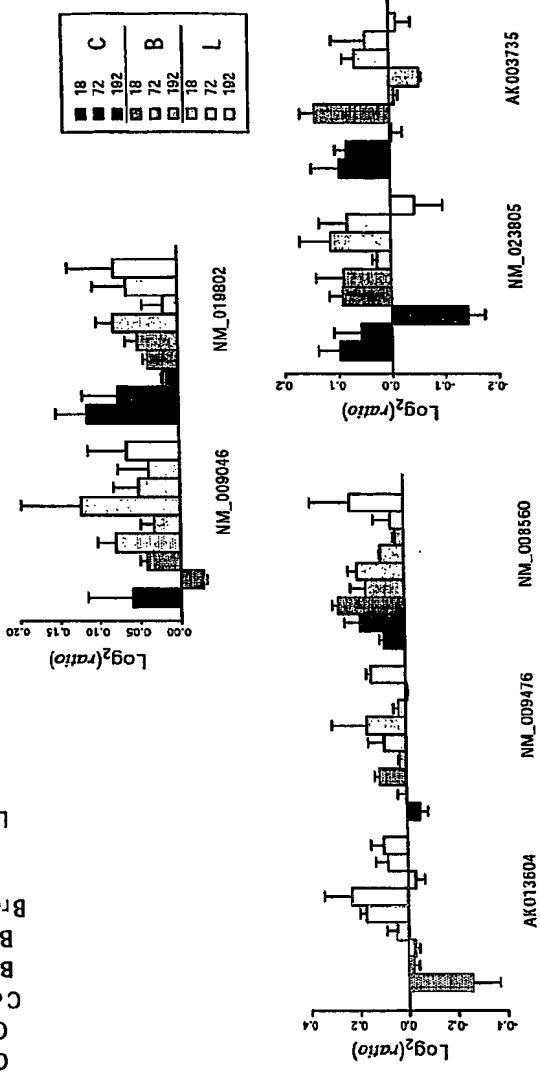 C
C
B
B
Br
L
18
72 C
192
18
72 B
192
18
72 L
192
Log₂(ratio)
0.20
0.15
0.10
0.05
0.00
NM_009046 NM_019802
Log₂(ratio)
0.4
0.2
0.0
-0.2
-0.4
AK013604 NM_009476 NM_008560
Log₂(ratio)
0.2
0.1
0.0
-0.1
-0.2
NM_023805 AK003735